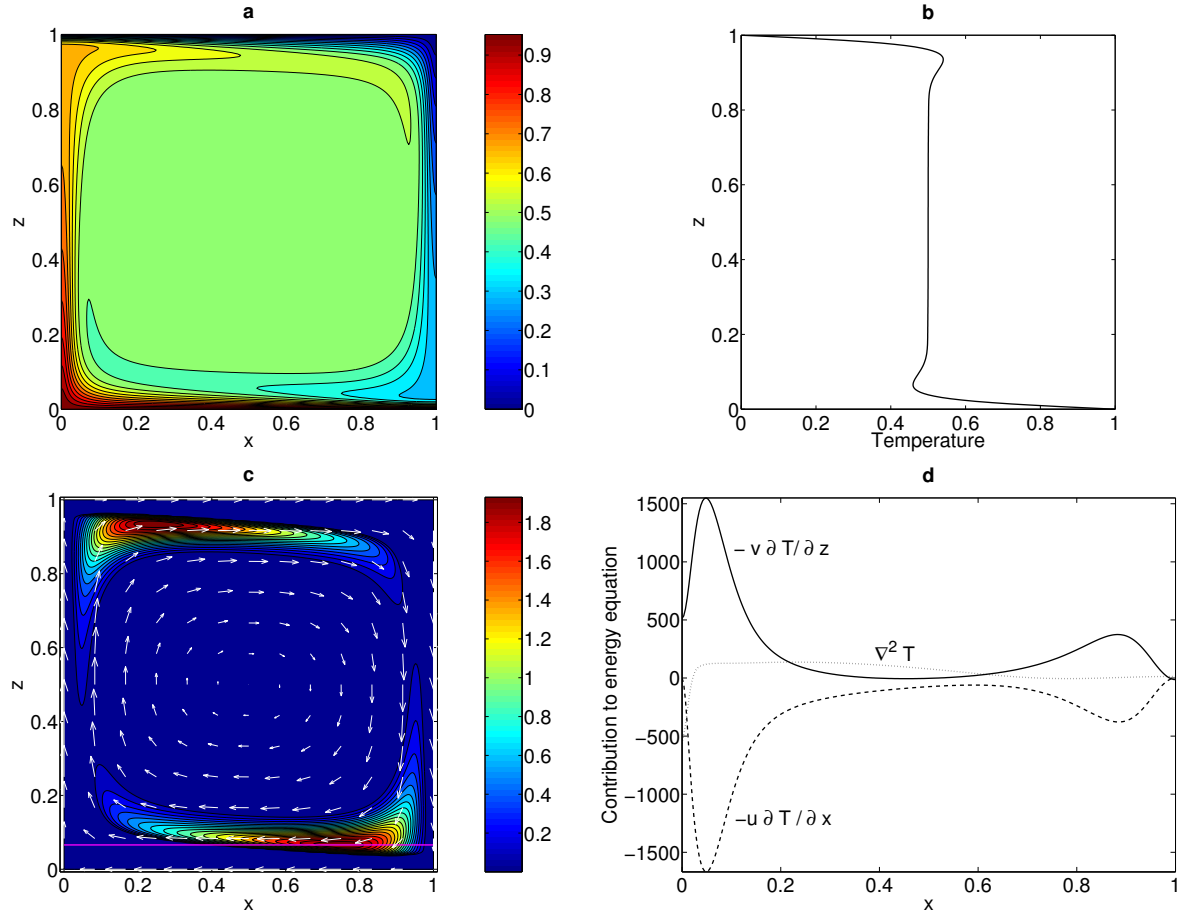 a
1
0.8
0.6
0.4
0.2
0
z
0 0.2 0.4 0.6 0.8 1
x
0.9
0.8
0.7
0.6
0.5
0.4
0.3
0.2
0.1
0
b
1
0.8
0.6
0.4
0.2
0
z
0 0.2 0.4 0.6 0.8 1
Temperature
c
1
0.8
0.6
0.4
0.2
0
z
0 0.2 0.4 0.6 0.8 1
x
1.8
1.6
1.4
1.2
1
0.8
0.6
0.4
0.2
d
1500
1000
500
0
−500
−1000
−1500
Contribution to energy equation
− v ∂ T / ∂ z
∇² T
−u ∂ T / ∂ x
0 0.2 0.4 0.6 0.8 1
x